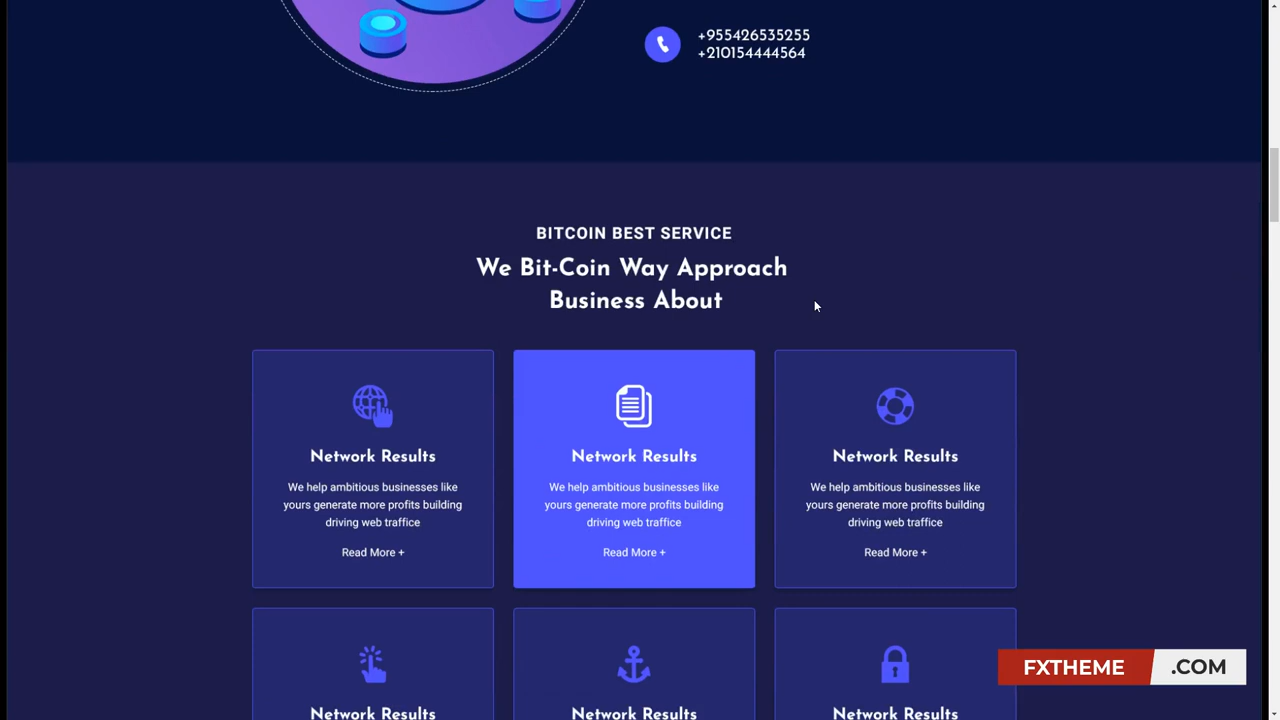 +955426535255
+210154444564
BITCOIN BEST SERVICE
We Bit-Coin Way Approach
Business About
Network Results
We help ambitious businesses like
yours generate more profits building
driving web traffice
Read More +
Network Results
We help ambitious businesses like
yours generate more profits building
driving web traffice
Read More +
Network Results
We help ambitious businesses like
yours generate more profits building
driving web traffice
Read More +
Network Results
Network Results
Network Results
FXTHEME .COM